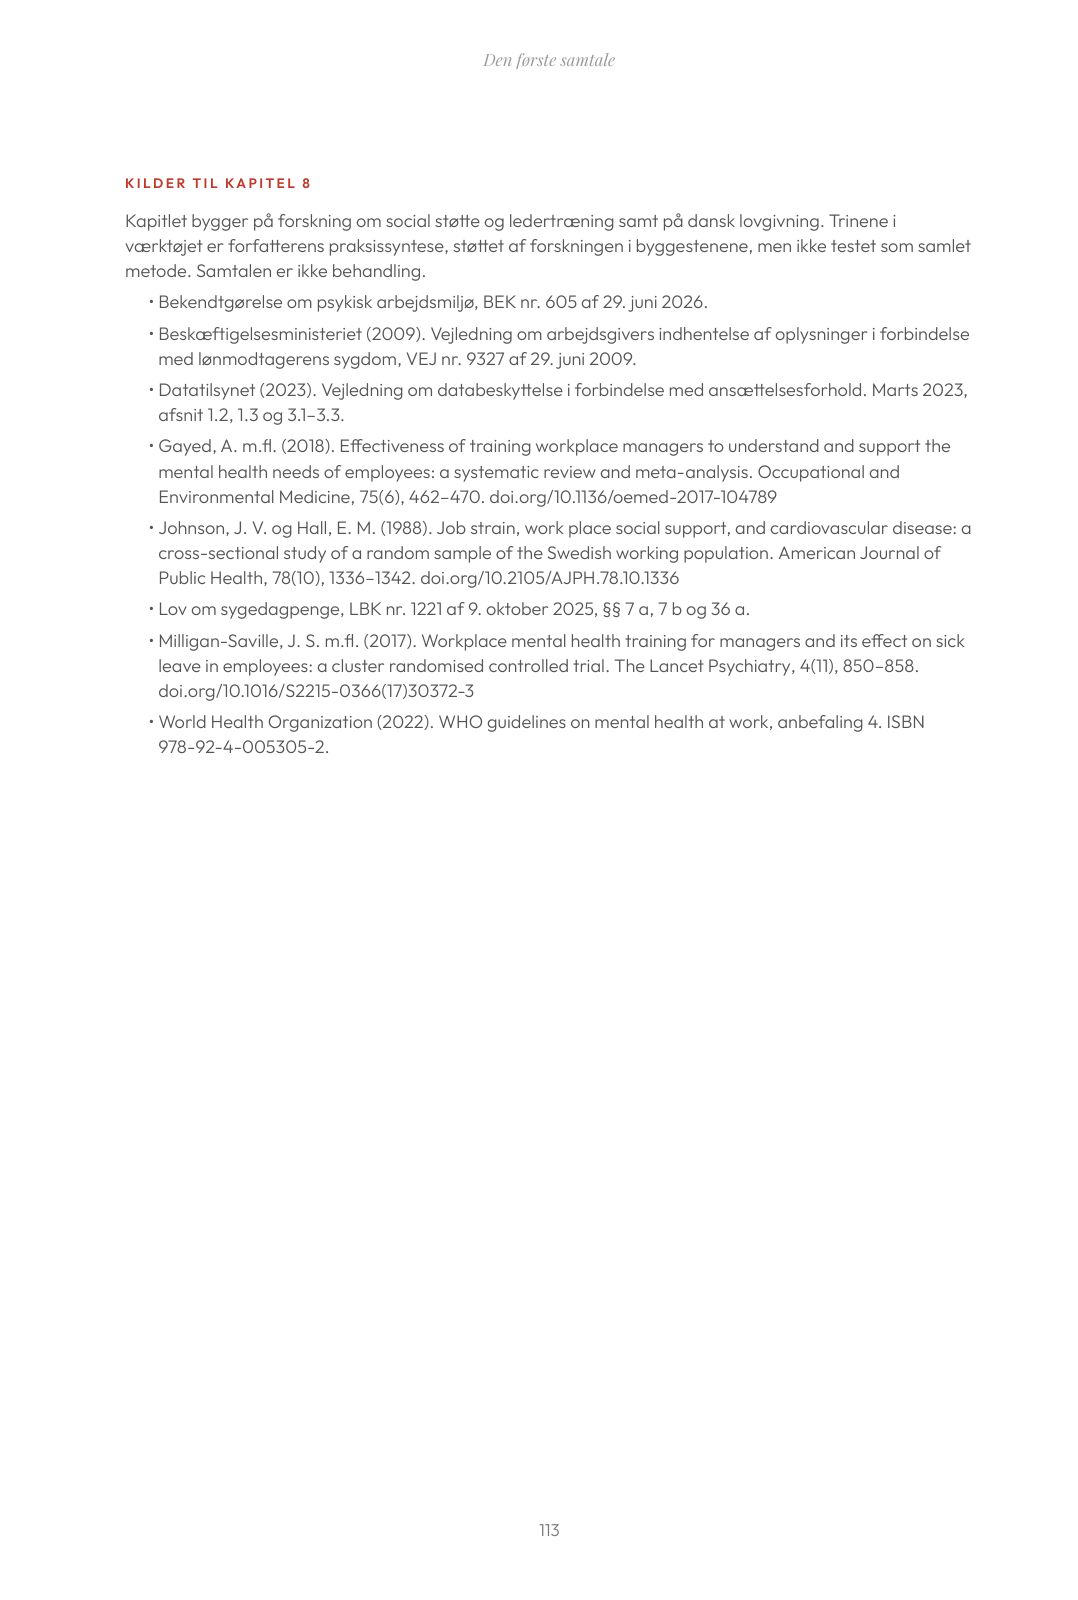 Den første samtale
KILDER TIL KAPITEL 8
Kapitlet bygger på forskning om social støtte og ledertræning samt på dansk lovgivning. Trinene i
værktøjet er forfatterens praksissyntese, støttet af forskningen i byggestenene, men ikke testet som samlet
metode. Samtalen er ikke behandling.
• Bekendtgørelse om psykisk arbejdsmiljø, BEK nr. 605 af 29. juni 2026.
• Beskæftigelsesministeriet (2009). Vejledning om arbejdsgivers indhentelse af oplysninger i forbindelse
med lønmodtagerens sygdom, VEJ nr. 9327 af 29. juni 2009.
• Datatilsynet (2023). Vejledning om databeskyttelse i forbindelse med ansættelsesforhold. Marts 2023,
afsnit 1.2, 1.3 og 3.1–3.3.
• Gayed, A. m.fl. (2018). Effectiveness of training workplace managers to understand and support the
mental health needs of employees: a systematic review and meta-analysis. Occupational and
Environmental Medicine, 75(6), 462–470. doi.org/10.1136/oemed-2017-104789
• Johnson, J. V. og Hall, E. M. (1988). Job strain, work place social support, and cardiovascular disease: a
cross-sectional study of a random sample of the Swedish working population. American Journal of
Public Health, 78(10), 1336–1342. doi.org/10.2105/AJPH.78.10.1336
• Lov om sygedagpenge, LBK nr. 1221 af 9. oktober 2025, §§ 7 a, 7 b og 36 a.
• Milligan-Saville, J. S. m.fl. (2017). Workplace mental health training for managers and its effect on sick
leave in employees: a cluster randomised controlled trial. The Lancet Psychiatry, 4(11), 850–858.
doi.org/10.1016/S2215-0366(17)30372-3
• World Health Organization (2022). WHO guidelines on mental health at work, anbefaling 4. ISBN
978-92-4-005305-2.
113